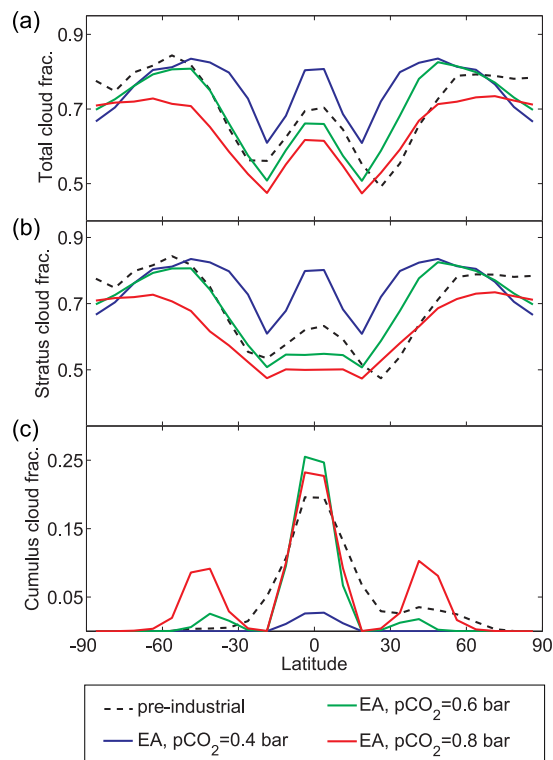 (a)
Total cloud frac.
0.9
0.7
0.5
(b)
Stratus cloud frac.
0.9
0.7
0.5
(c)
Cumulus cloud frac.
0.25
0.15
0.05
-90 -60 -30 0 30 60 90
Latitude
pre-industrial
EA, pCO₂=0.4 bar
EA, pCO₂=0.6 bar
EA, pCO₂=0.8 bar